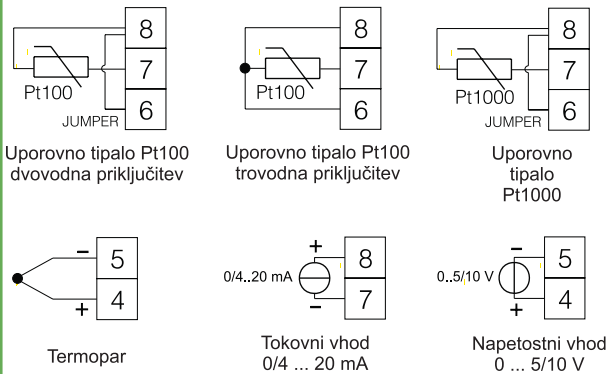 8
7
6
Pt100
JUMPER
Uporovno tipalo Pt100
dvovodna priključitev
8
7
6
Pt100
Uporovno tipalo Pt100
trovodna priključitev
8
7
6
Pt1000
JUMPER
Uporovno
tipalo
Pt1000
−
5
4
+
Termopar
+
8
0/4..20 mA
7
−
Tokovni vhod
0/4 ... 20 mA
−
5
0..5/10 V
4
+
Napetostni vhod
0 ... 5/10 V